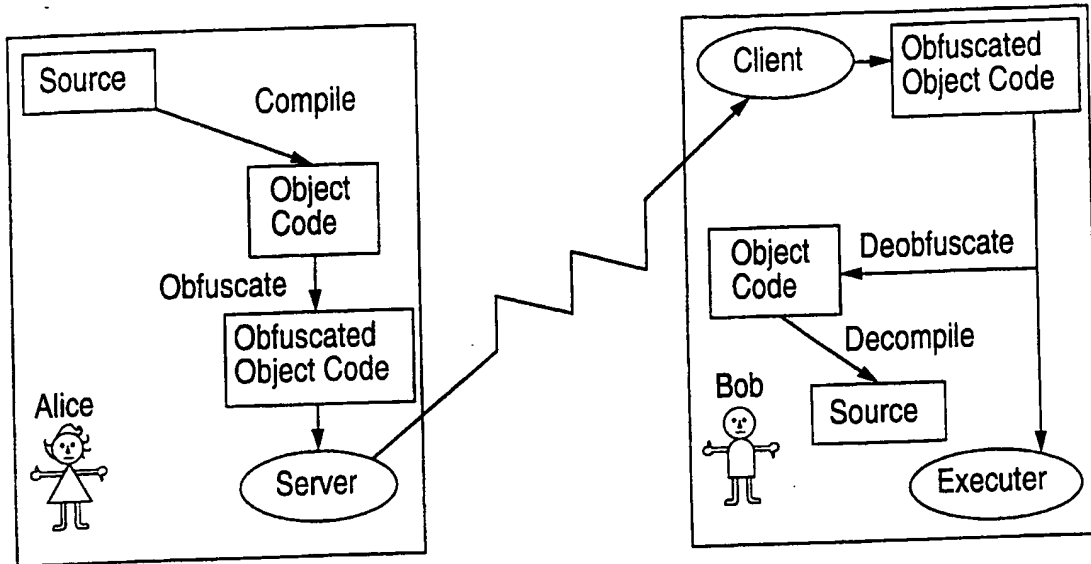 Source
Compile
Object
Code
Obfuscate
Obfuscated
Object Code
Alice
Server
Client
Obfuscated
Object Code
Object
Code
Deobfuscate
Decompile
Bob
Source
Executer